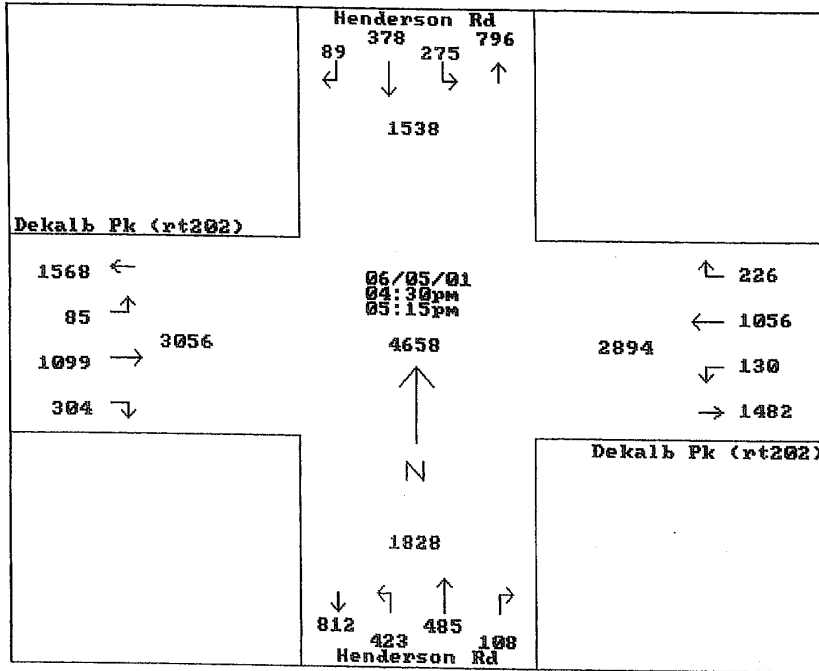 Henderson Rd
89 378 275 796
1538
Dekalb Pk (rt202)
1568
85
1099
304
3056
06/05/01
04:30pm
05:15pm
4658
N
2894
226
1056
130
1482
Dekalb Pk (rt202)
1828
812 423 485 108
Henderson Rd